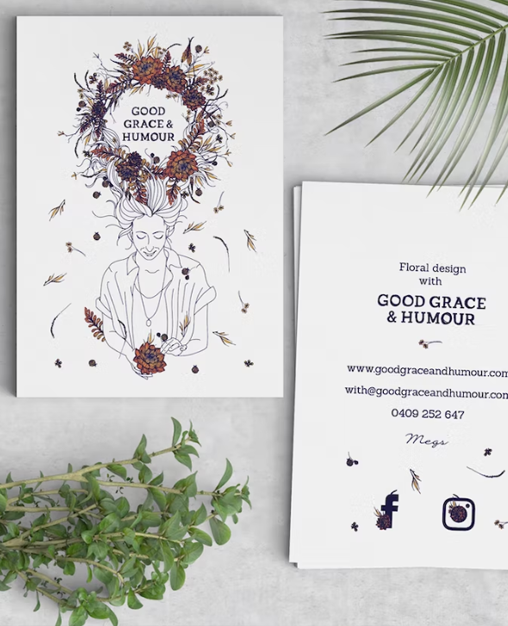 GOOD
GRACE &
HUMOUR
Floral design
with
GOOD GRACE
& HUMOUR
www.goodgraceandhumour.com
with@goodgraceandhumour.com
0409 252 647
Megs